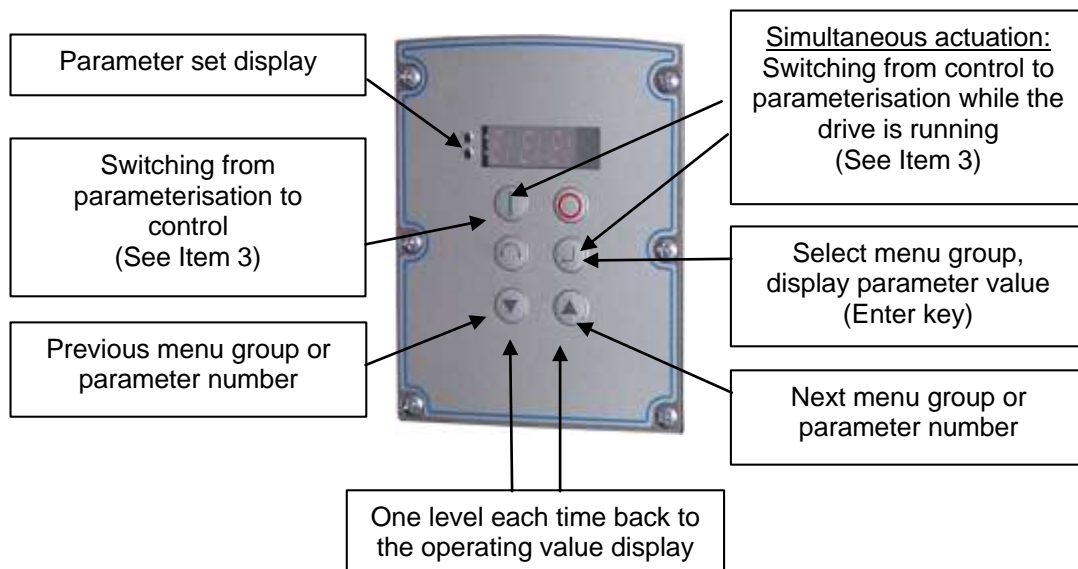 Parameter set display
Switching from
parameterisation to
control
(See Item 3)
Previous menu group or
parameter number
Simultaneous actuation:
Switching from control to
parameterisation while the
drive is running
(See Item 3)
Select menu group,
display parameter value
(Enter key)
Next menu group or
parameter number
One level each time back to
the operating value display